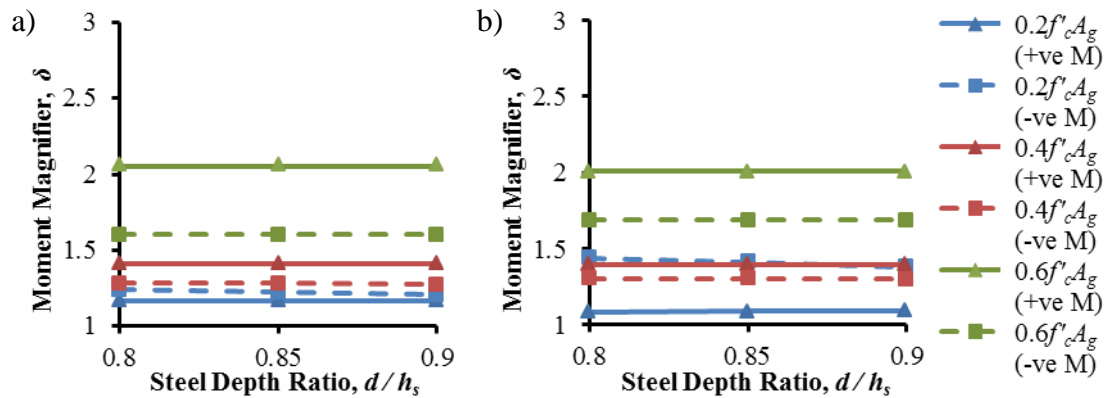 a)
3
2.5
2
1.5
1
Moment Magnifier, δ
0.8 0.85 0.9
Steel Depth Ratio, d / hs
b)
3
2.5
2
1.5
1
Moment Magnifier, δ
0.8 0.85 0.9
Steel Depth Ratio, d / hs
0.2f'cAg
(+ve M)
0.2f'cAg
(-ve M)
0.4f'cAg
(+ve M)
0.4f'cAg
(-ve M)
0.6f'cAg
(+ve M)
0.6f'cAg
(-ve M)